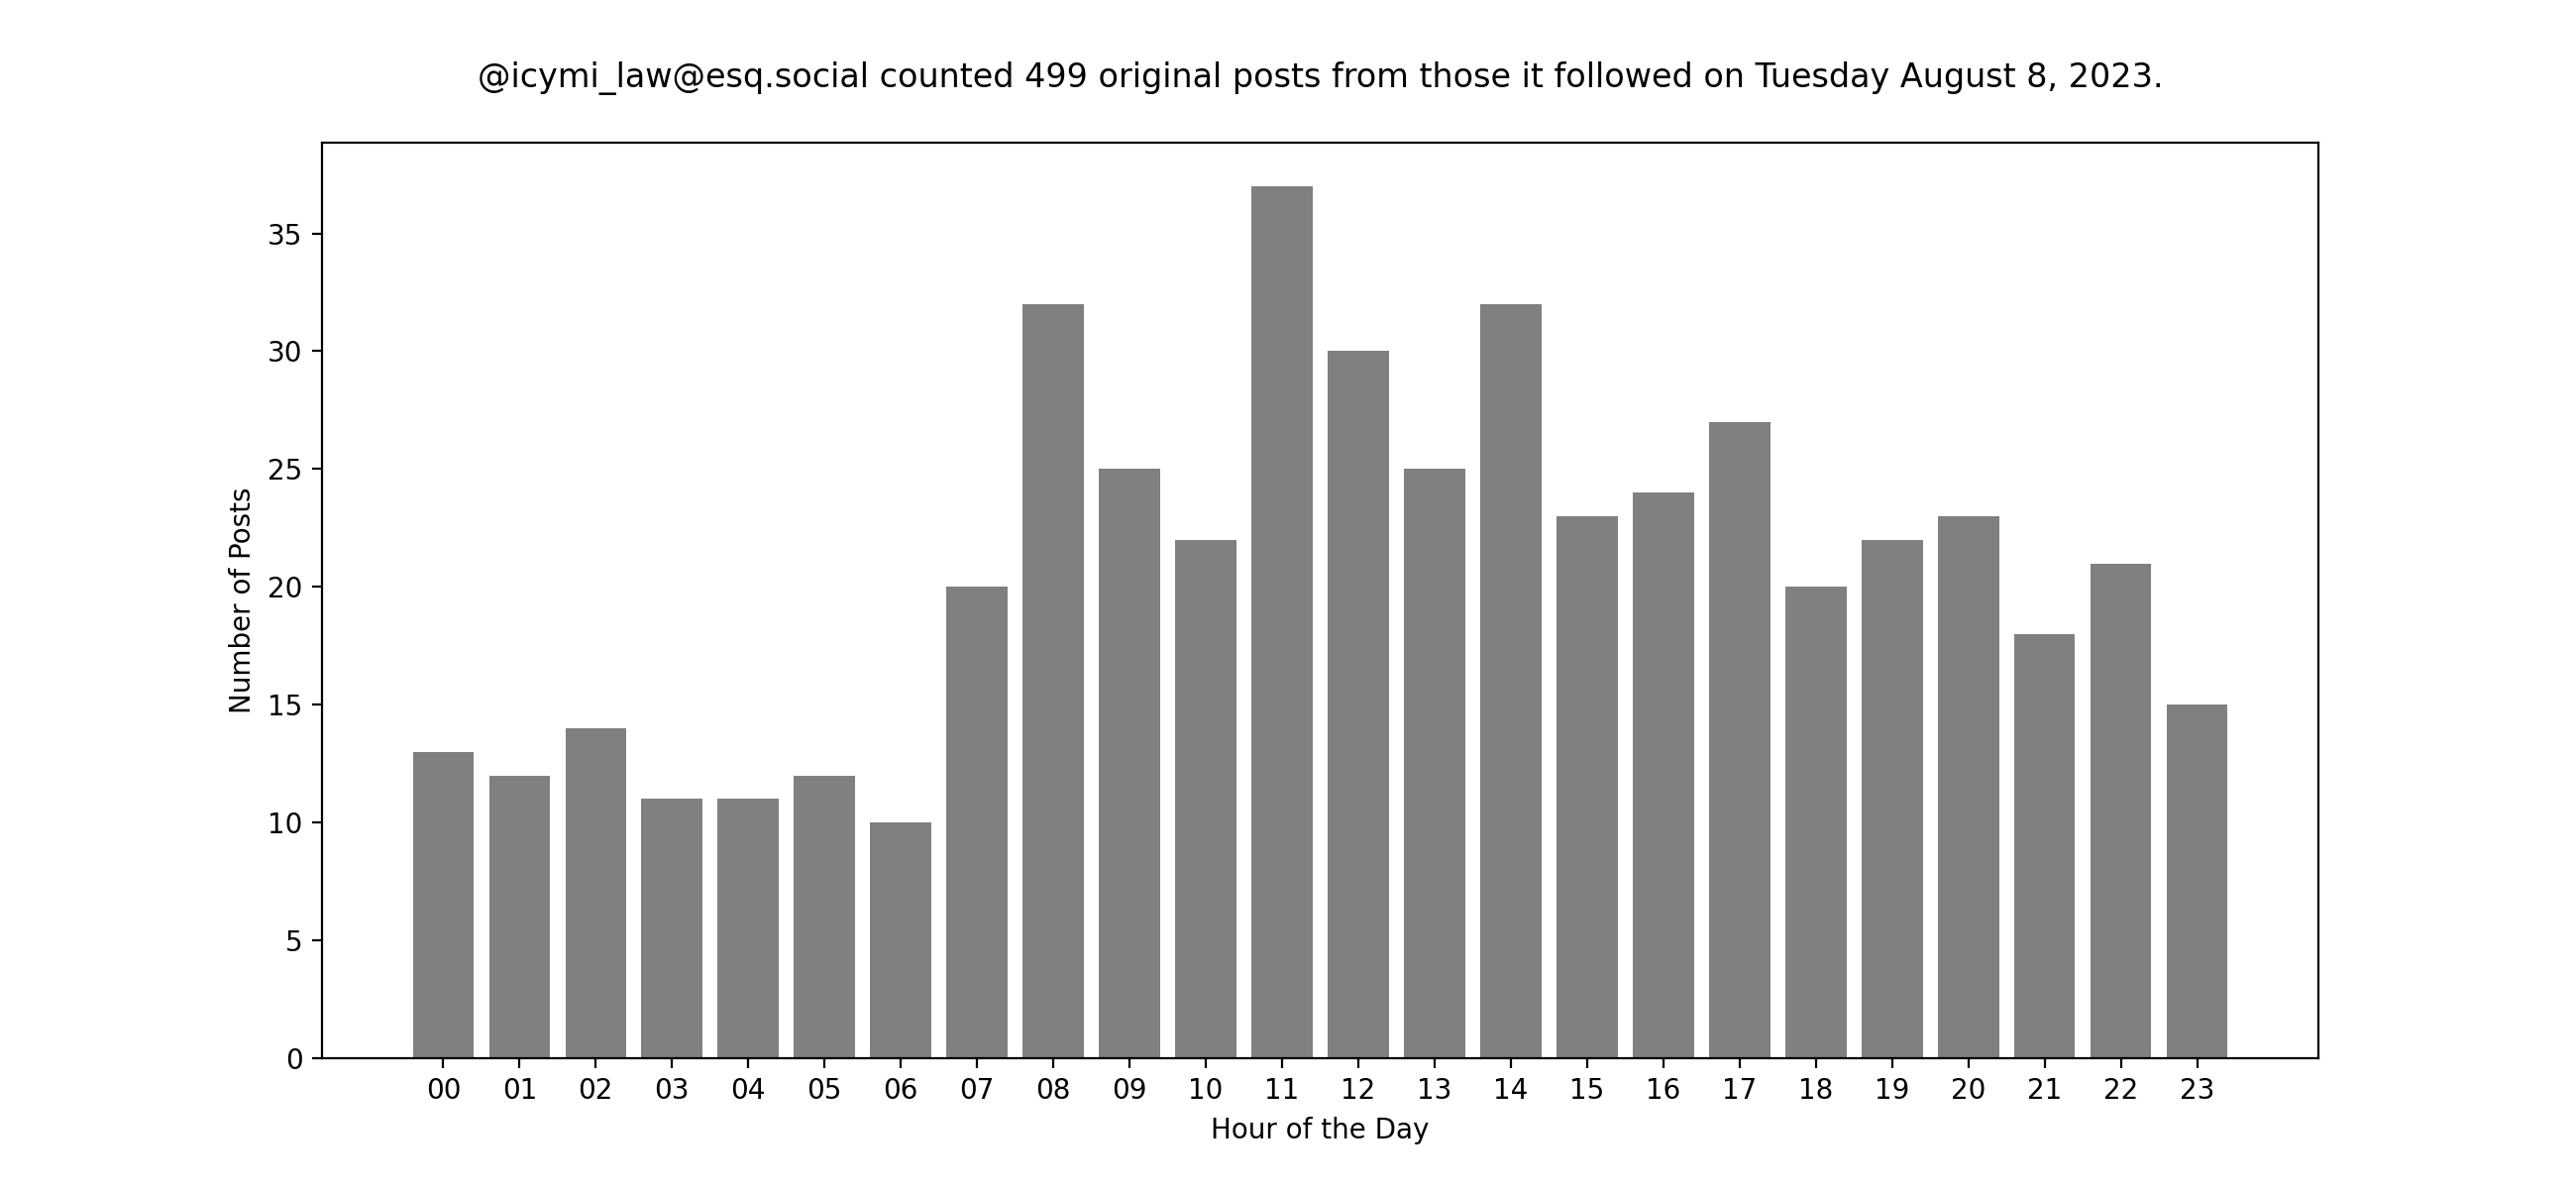 @icymi_law@esq.social counted 499 original posts from those it followed on Tuesday August 8, 2023.
35
30
25
20
15
10
5
0
Number of Posts
00 01 02 03 04 05 06 07 08 09 10 11 12 13 14 15 16 17 18 19 20 21 22 23
Hour of the Day